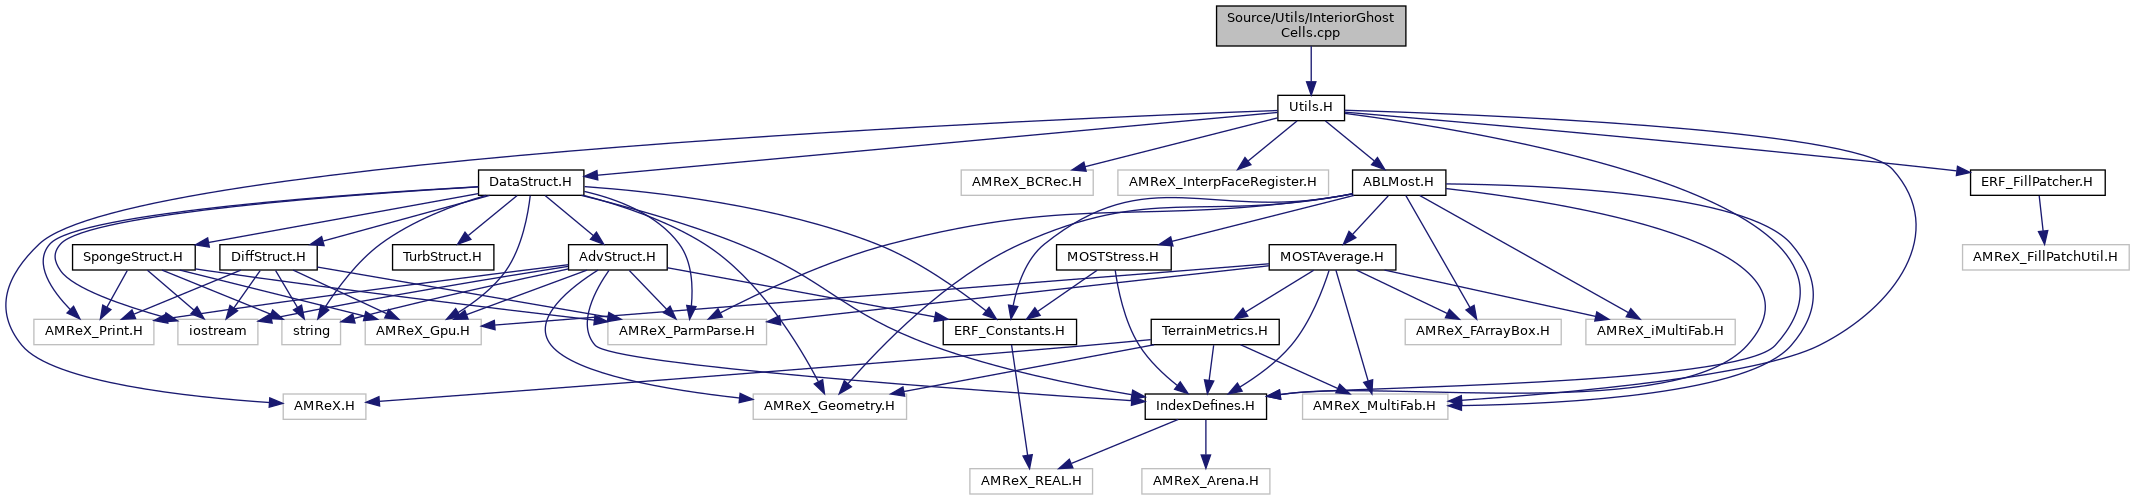 Source/Utils/InteriorGhost
Cells.cpp
Utils.H
DataStruct.H
AMReX_BCRec.H
AMReX_InterpFaceRegister.H
ABLMost.H
ERF_FillPatcher.H
SpongeStruct.H
DiffStruct.H
TurbStruct.H
AdvStruct.H
MOSTStress.H
MOSTAverage.H
AMReX_FillPatchUtil.H
AMReX_Print.H
iostream
string
AMReX_Gpu.H
AMReX_ParmParse.H
ERF_Constants.H
TerrainMetrics.H
AMReX_FArrayBox.H
AMReX_iMultiFab.H
AMReX.H
AMReX_Geometry.H
IndexDefines.H
AMReX_MultiFab.H
AMReX_REAL.H
AMReX_Arena.H